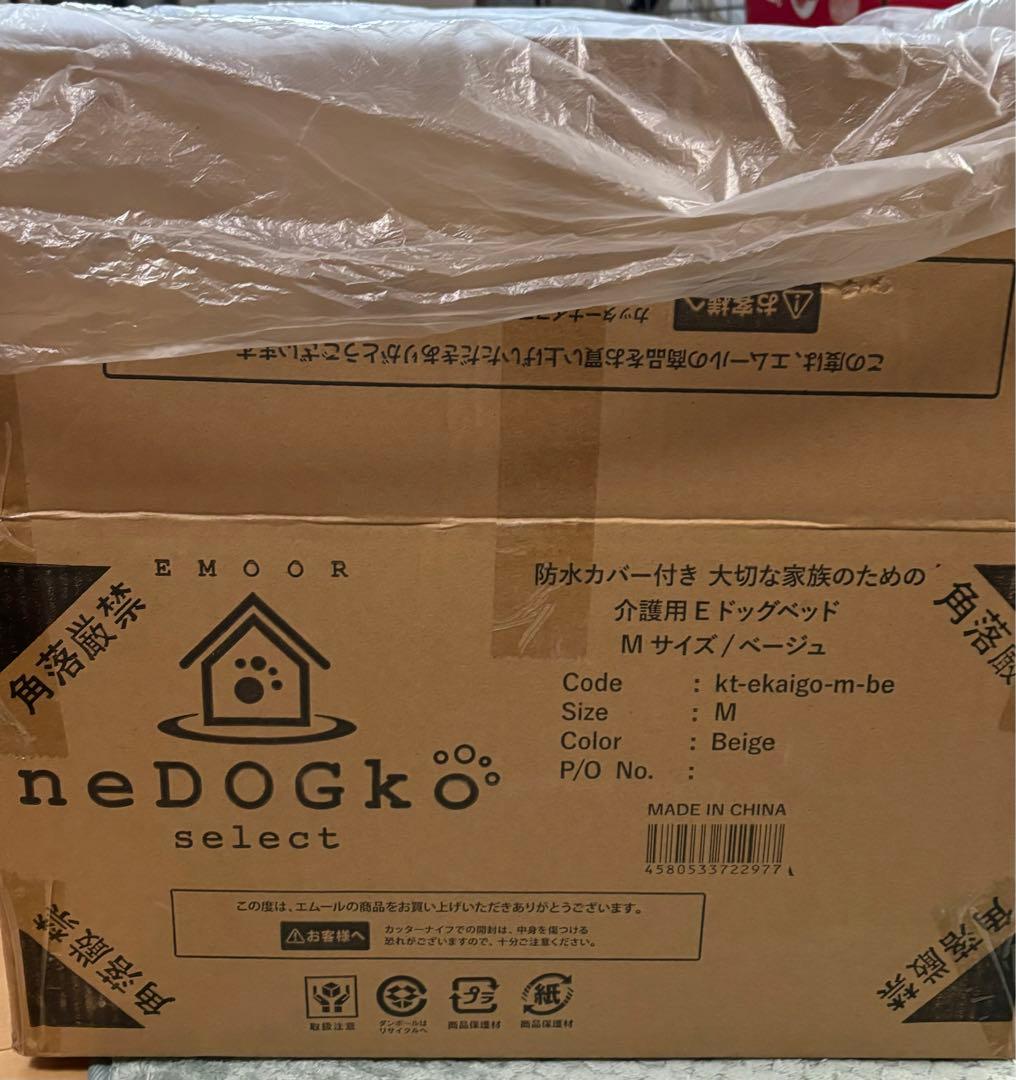 お客様へ
カッターナイフ
この度は、エムールの商品をお買い上げいただきありがとうございます
EMOOR
neDOGko
select
防水カバー付き 大切な家族のための
介護用 E ドッグベッド
M サイズ / ベージュ
Code : kt-ekaigo-m-be
Size : M
Color : Beige
P/O No. :
MADE IN CHINA
4580533722977
角落厳禁
角落厳
この度は、エムールの商品をお買い上げいただきありがとうございます。
お客様へ
カッターナイフでの開封は、中身を傷つける
恐れがございますので、十分ご注意ください。
角落厳禁
角落厳禁
取扱注意
ダンボールは
リサイクルへ
プラ
商品保護材
紙
商品保護材